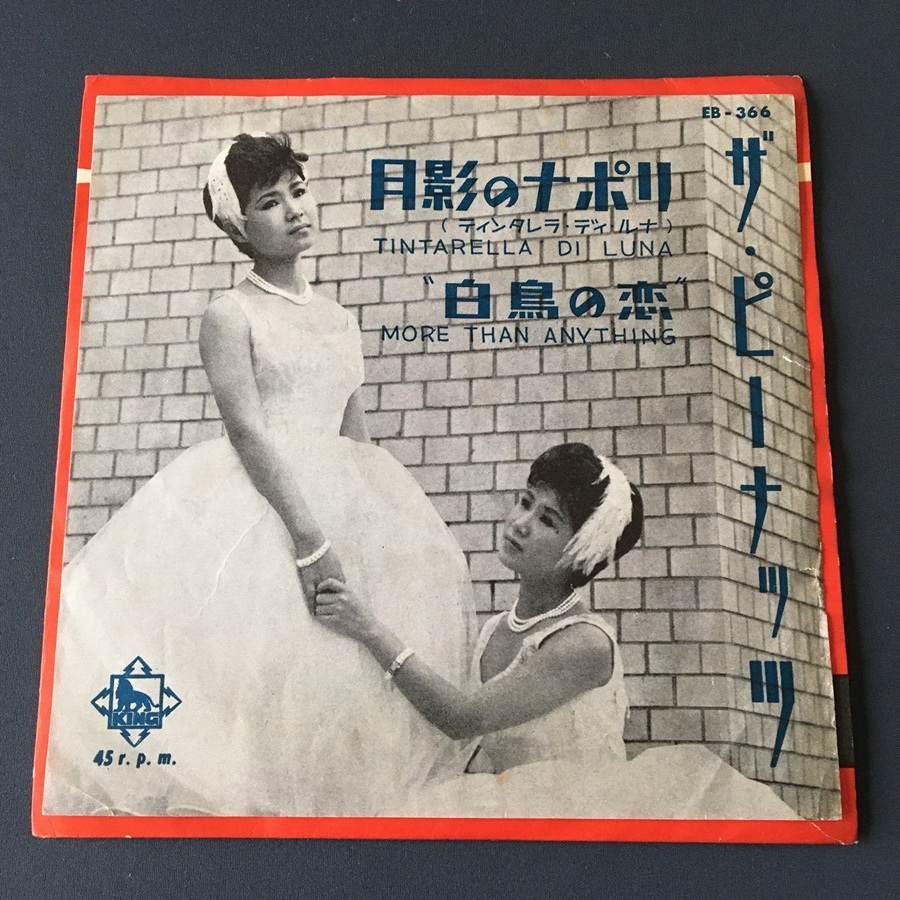 EB-366
月影のナポリ
(ティンタレラ・ディ・ルナ)
TINTARELLA DI LUNA
"白鳥の恋"
MORE THAN ANYTHING
ザ・ピーナッツ
KING
45 r.p.m.